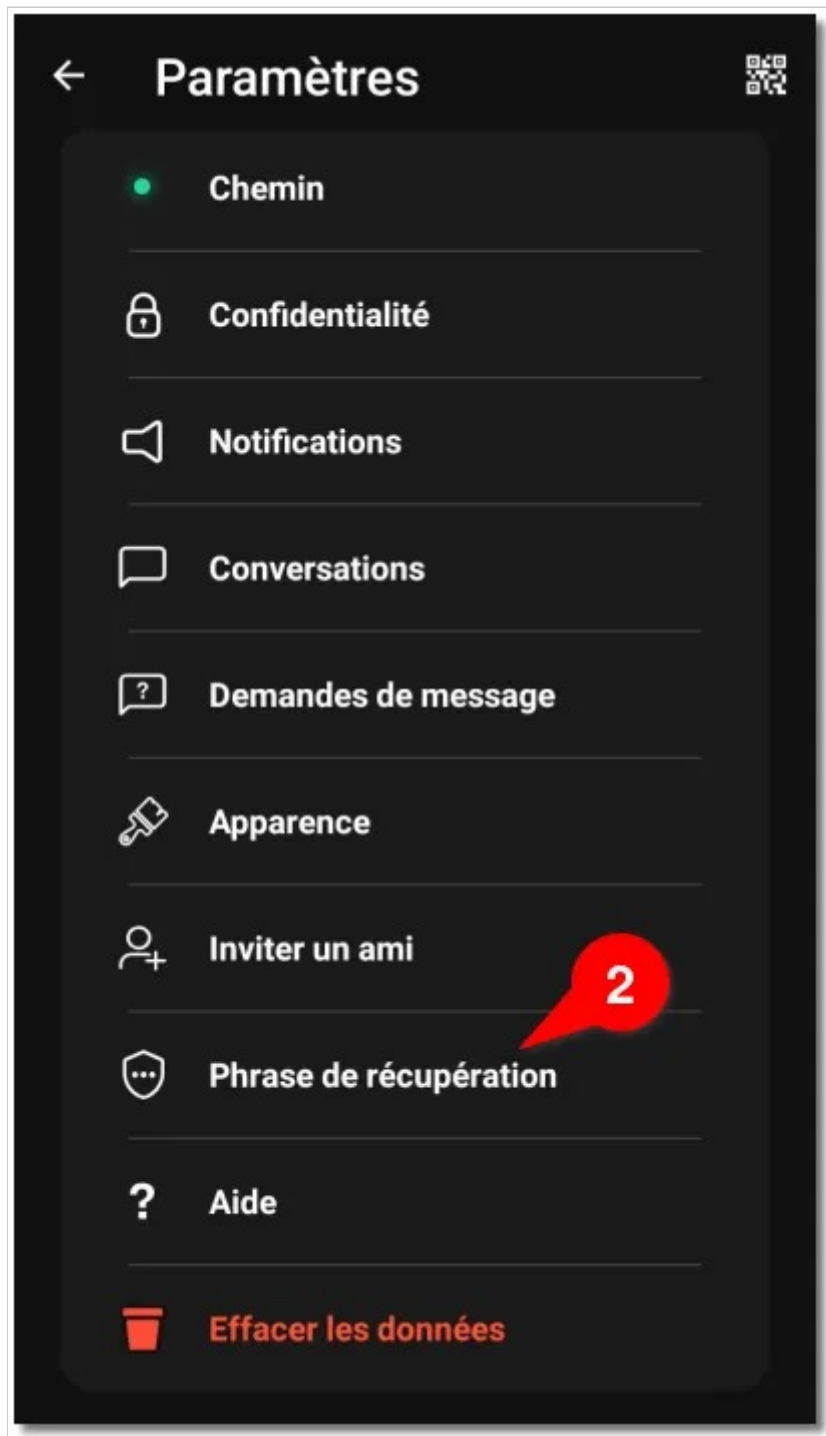 Paramètres
Chemin
Confidentialité
Notifications
Conversations
Demandes de message
Apparence
Inviter un ami
2
Phrase de récupération
Aide
Effacer les données